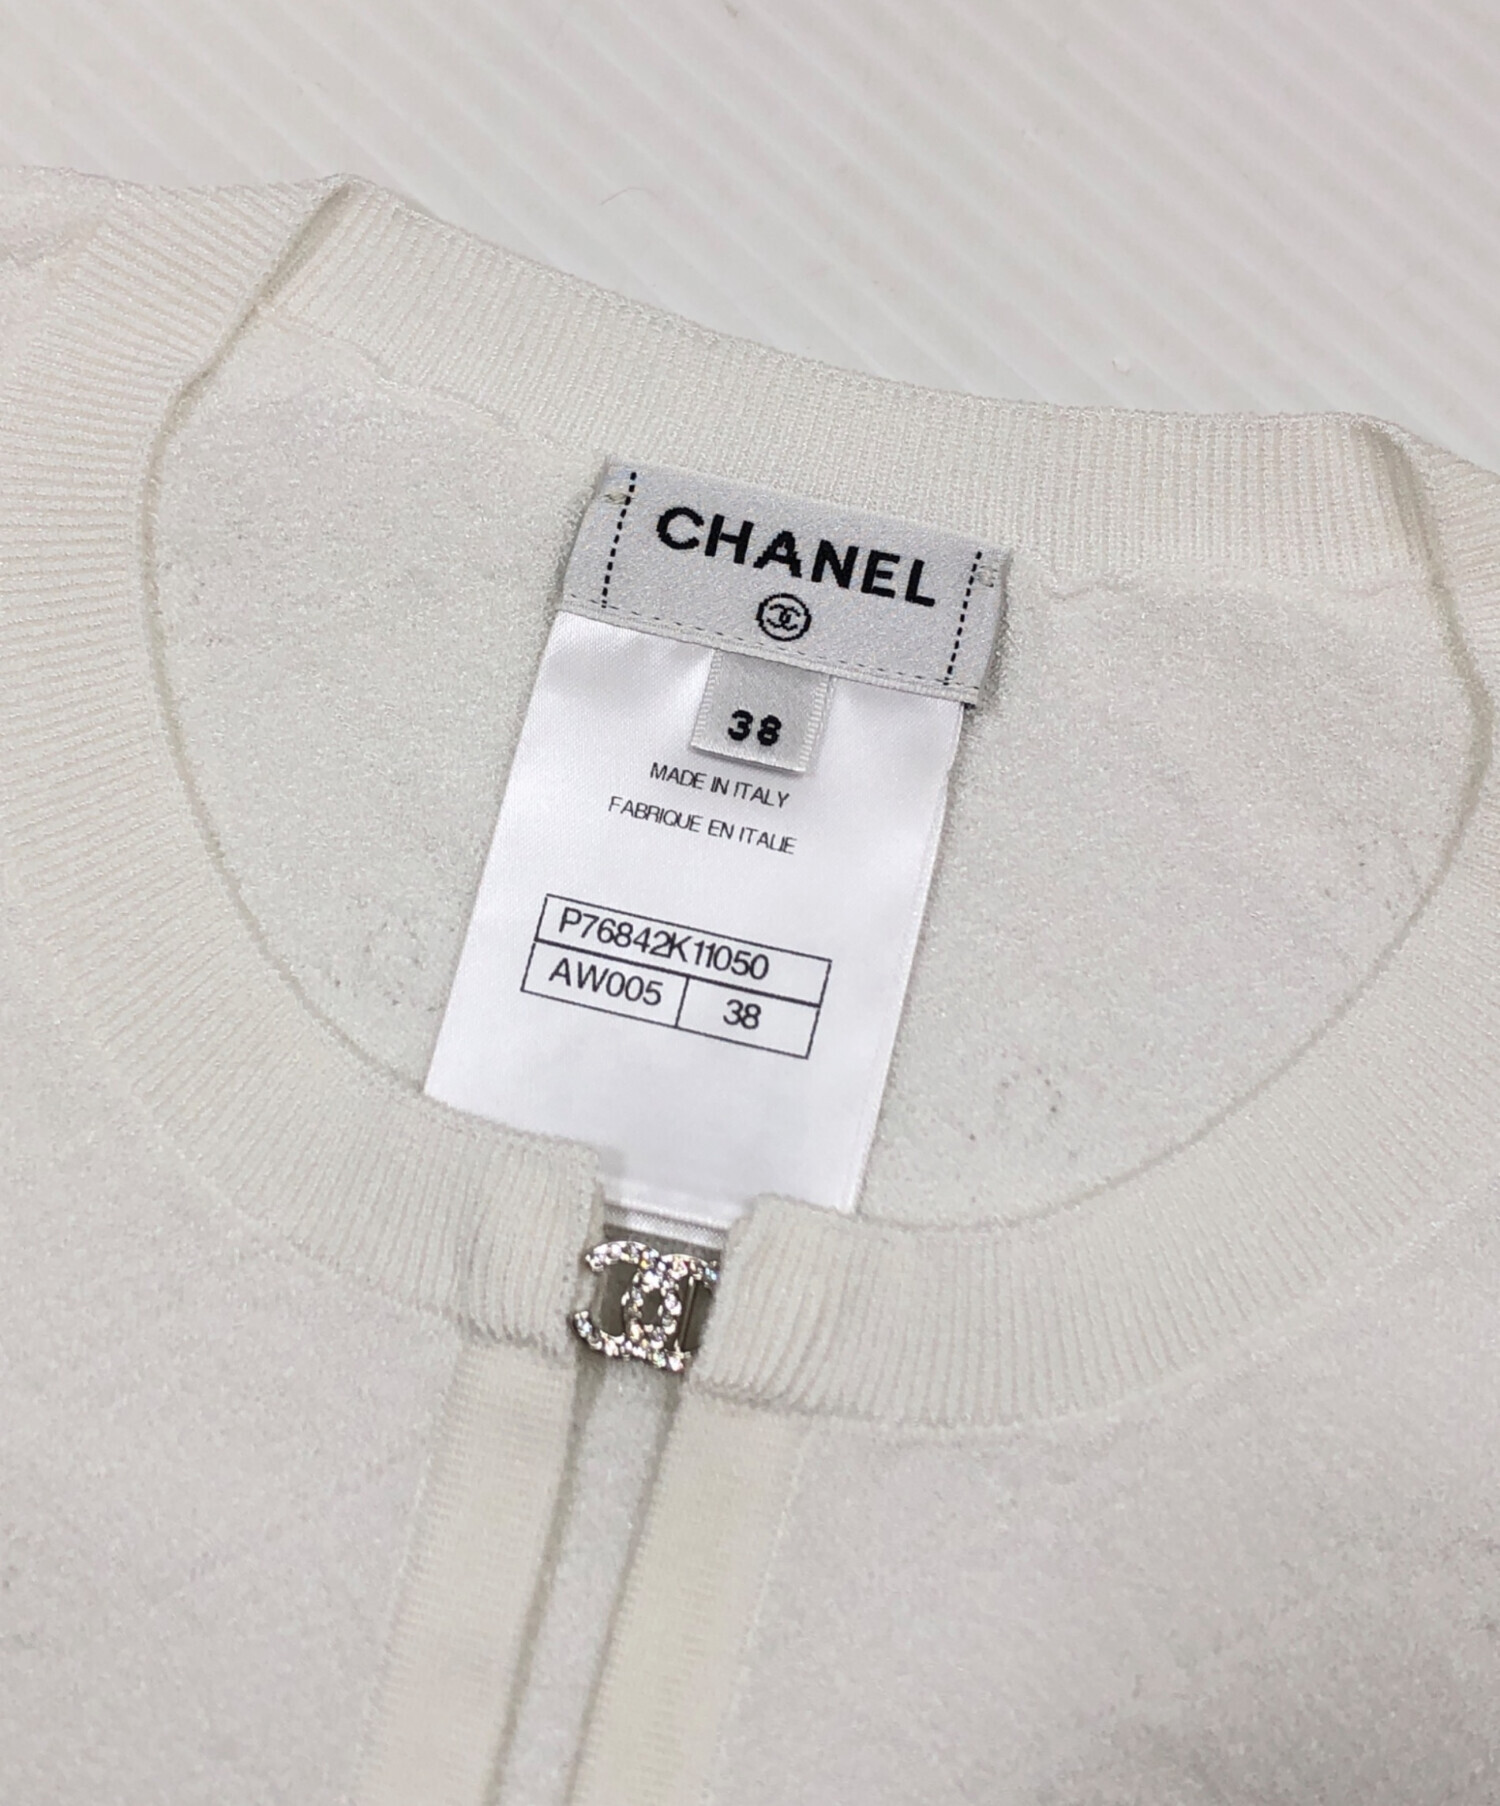 CHANEL
38
MADE IN ITALY
FABRIQUE EN ITALIE
P76842K11050
AW005 38